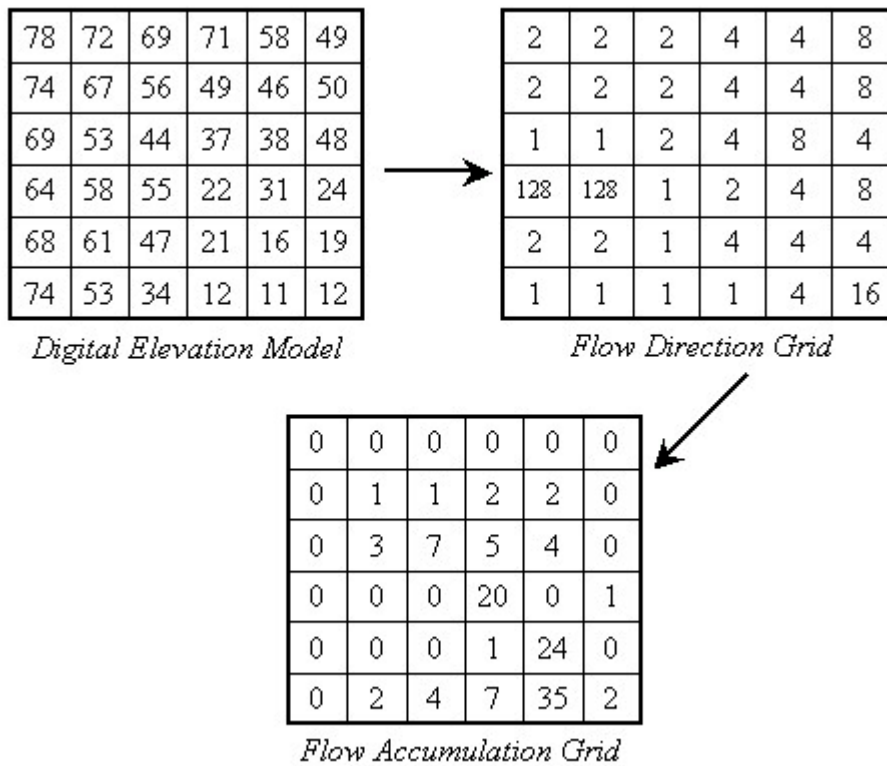 78 72 69 71 58 49
74 67 56 49 46 50
69 53 44 37 38 48
64 58 55 22 31 24
68 61 47 21 16 19
74 53 34 12 11 12
Digital Elevation Model
2 2 2 4 4 8
2 2 2 4 4 8
1 1 2 4 8 4
128 128 1 2 4 8
2 2 1 4 4 4
1 1 1 1 4 16
Flow Direction Grid
0 0 0 0 0 0
0 1 1 2 2 0
0 3 7 5 4 0
0 0 0 20 0 1
0 0 0 1 24 0
0 2 4 7 35 2
Flow Accumulation Grid